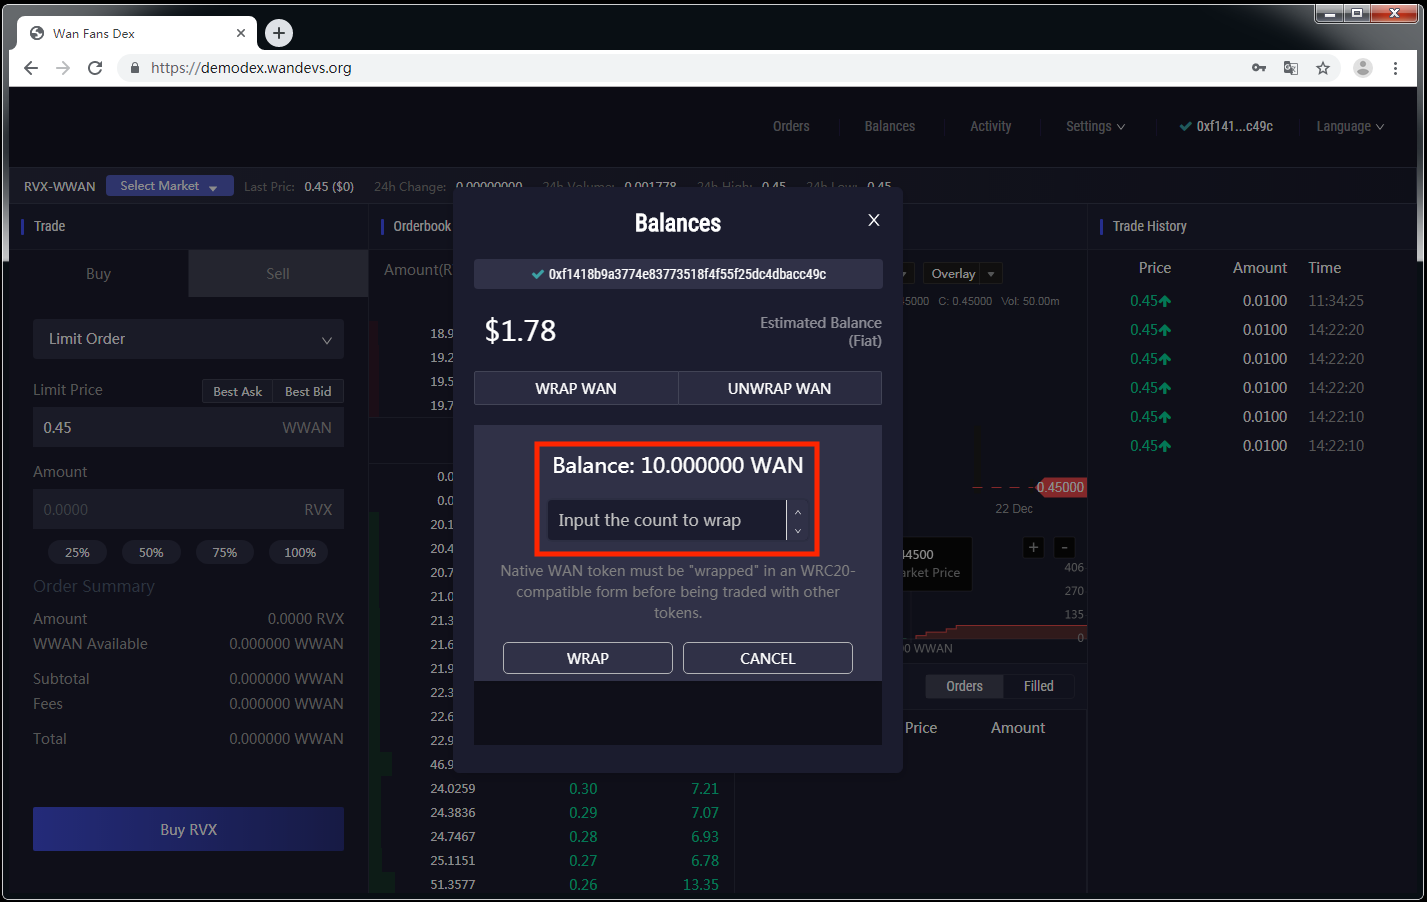 Wan Fans Dex
https://demodex.wandevs.org
Orders Balances Activity Settings 0xf141...c49c Language
RVX-WWAN Select Market Last Pric: 0.45 ($0) 24h Change: 0.00000000 24h Volume: 0.001778 24h High: 0.45 24h Low: 0.45
Trade
Buy Sell
Limit Order
Limit Price Best Ask Best Bid
0.45 WWAN
Amount
0.0000 RVX
25% 50% 75% 100%
Order Summary
Amount 0.0000 RVX
WWAN Available 0.000000 WWAN
Subtotal 0.000000 WWAN
Fees 0.000000 WWAN
Total 0.000000 WWAN
Buy RVX
Orderbook
Amount(R
18.9
19.2
19.5
19.7
0.0
0.0
20.1
20.4
20.7
21.0
21.3
21.6
21.9
22.3
22.6
22.9
46.9
24.0259 0.30 7.21
24.3836 0.29 7.07
24.7467 0.28 6.93
25.1151 0.27 6.78
51.3577 0.26 13.35
Balances X
0xf1418b9a3774e83773518f4f55f25dc4dbacc49c
$1.78
Estimated Balance
(Fiat)
WRAP WAN UNWRAP WAN
Balance: 10.000000 WAN
Input the count to wrap
Native WAN token must be "wrapped" in an WRC20-
compatible form before being traded with other
tokens.
WRAP CANCEL
Overlay
5000 C: 0.45000 Vol: 50.00m
0.45000
22 Dec
44500
arket Price
+ -
406
270
135
0
00 WWAN
Orders Filled
Price Amount
Trade History
Price Amount Time
0.45 0.0100 11:34:25
0.45 0.0100 14:22:20
0.45 0.0100 14:22:20
0.45 0.0100 14:22:20
0.45 0.0100 14:22:10
0.45 0.0100 14:22:10